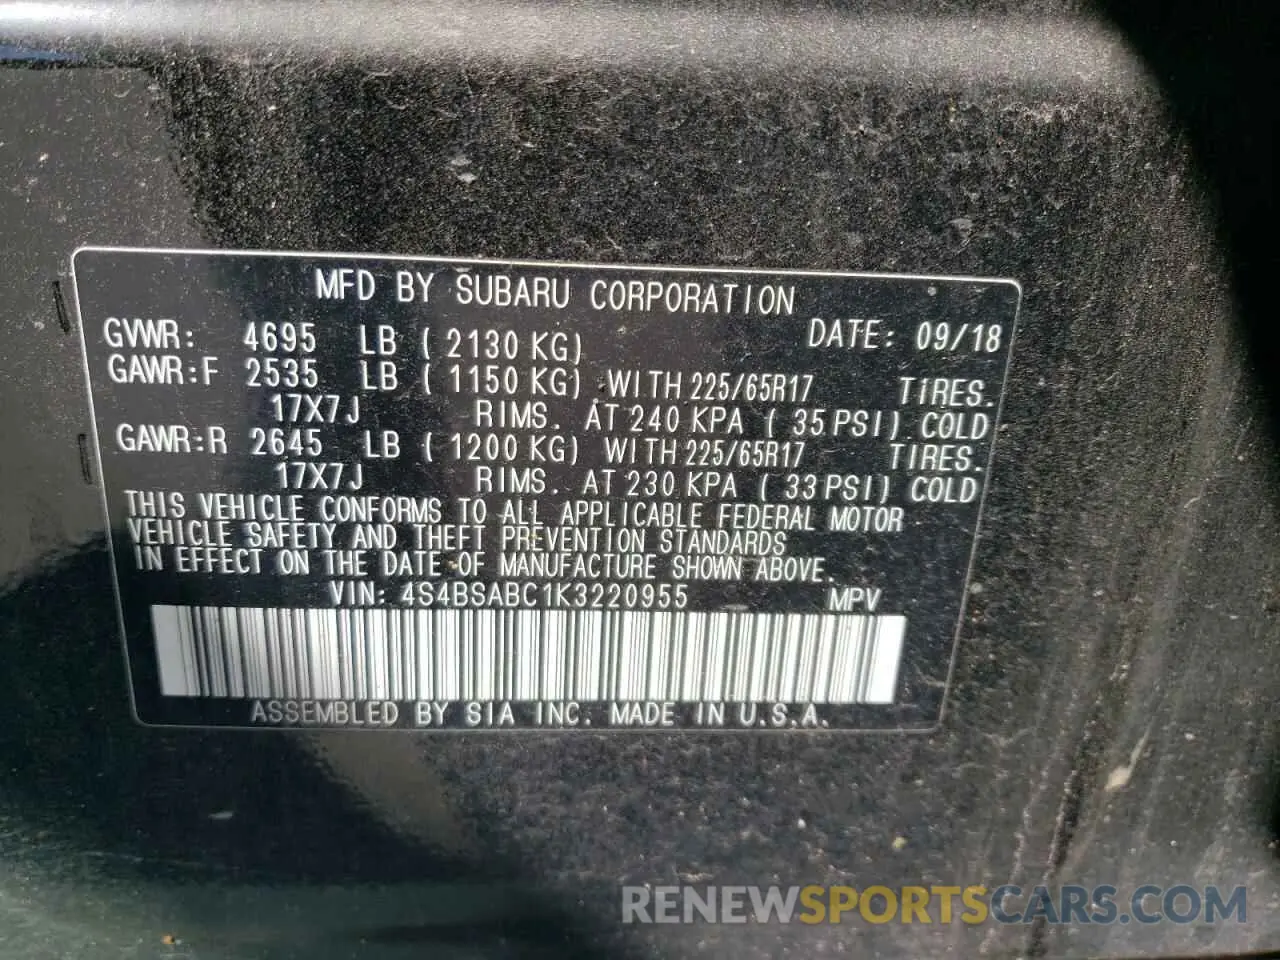 MFD BY SUBARU CORPORATION
GVWR: 4695 LB ( 2130 KG) DATE: 09/18
GAWR:F 2535 LB ( 1150 KG) WITH 225/65R17 TIRES.
17X7J RIMS. AT 240 KPA ( 35 PSI) COLD
GAWR:R 2645 LB ( 1200 KG) WITH 225/65R17 TIRES.
17X7J RIMS. AT 230 KPA ( 33 PSI) COLD
THIS VEHICLE CONFORMS TO ALL APPLICABLE FEDERAL MOTOR
VEHICLE SAFETY AND THEFT PREVENTION STANDARDS
IN EFFECT ON THE DATE OF MANUFACTURE SHOWN ABOVE.
VIN: 4S4BSABC1K3220955 MPV
ASSEMBLED BY SIA INC. MADE IN U.S.A.
RENEWSPORTSCARS.COM